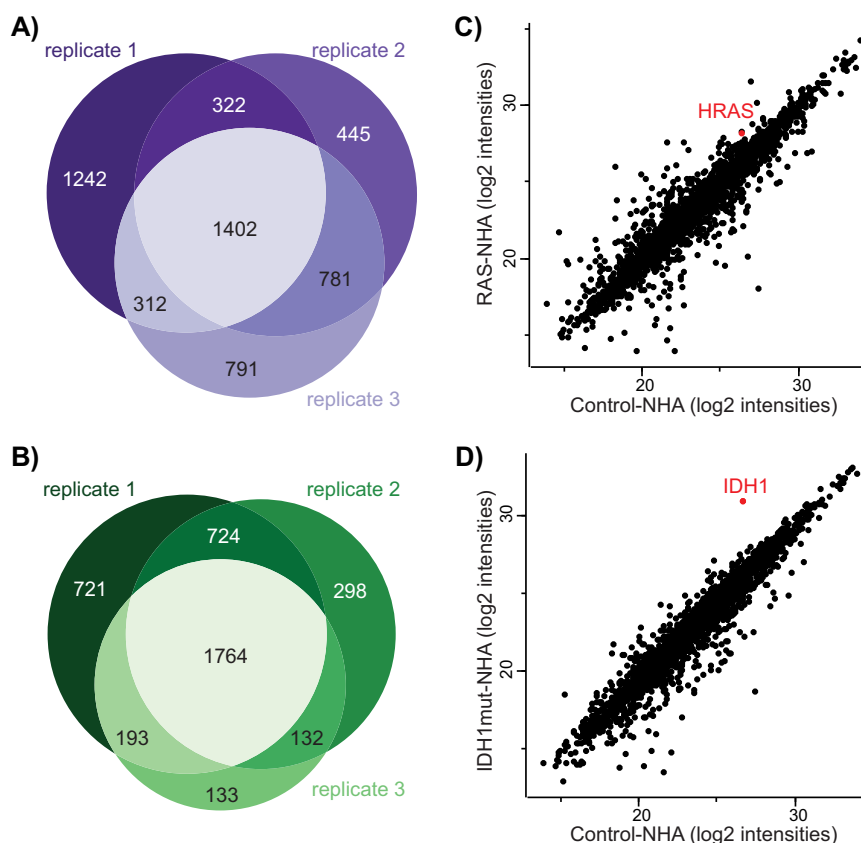 A)
replicate 1
replicate 2
322
445
1242
1402
312
781
791
replicate 3
B)
replicate 1
replicate 2
724
721
298
1764
193
132
133
replicate 3
C)
RAS-NHA (log2 intensities)
30
20
HRAS
20
30
Control-NHA (log2 intensities)
D)
IDH1mut-NHA (log2 intensities)
30
20
IDH1
20
30
Control-NHA (log2 intensities)